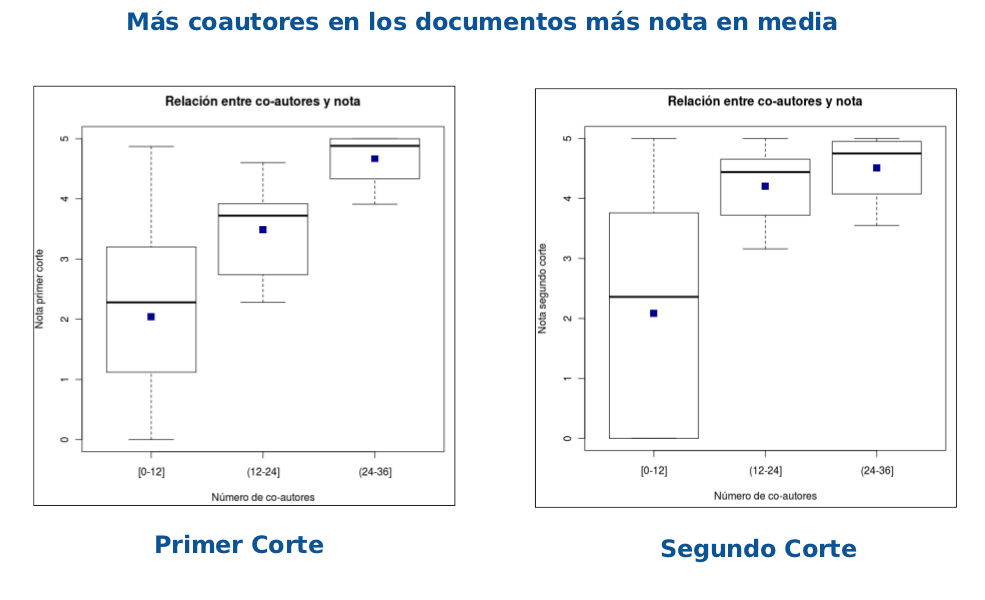 Más coautores en los documentos más nota en media
Relación entre co-autores y nota
Nota primer corte
5
4
3
2
1
0
[0-12]
(12-24]
(24-36]
Número de co-autores
Primer Corte
Relación entre co-autores y nota
Nota segundo corte
5
4
3
2
1
0
[0-12]
(12-24]
(24-36]
Número de co-autores
Segundo Corte